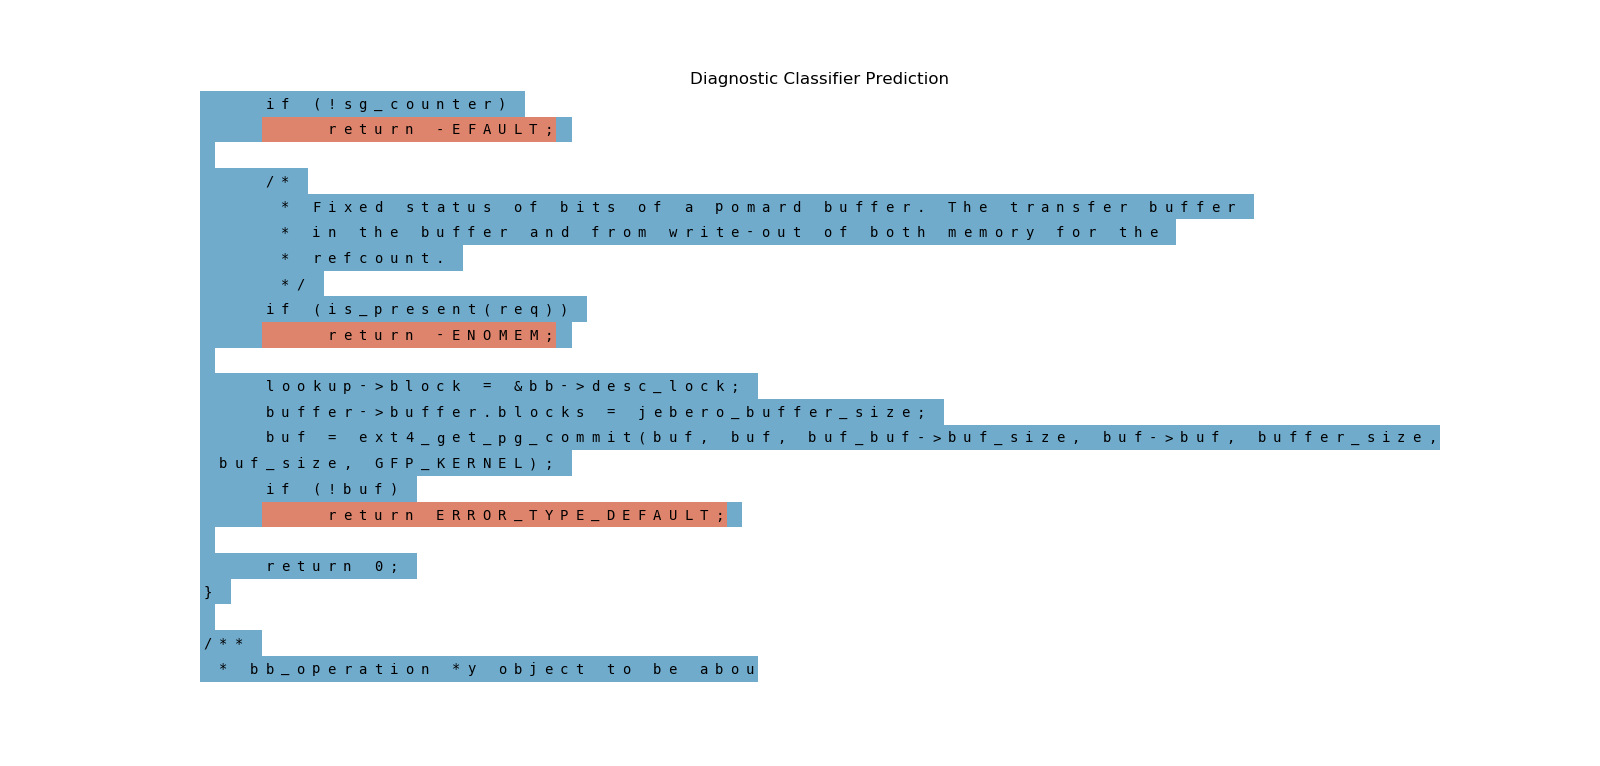 Diagnostic Classifier Prediction
if (!sg_counter)
return -EFAULT;
/*
* Fixed status of bits of a pomard buffer. The transfer buffer
* in the buffer and from write-out of both memory for the
* refcount.
*/
if (is_present(req))
return -ENOMEM;
lookup->block = &bb->desc_lock;
buffer->buffer.blocks = jebero_buffer_size;
buf = ext4_get_pg_commit(buf, buf, buf_buf->buf_size, buf->buf, buffer_size,
buf_size, GFP_KERNEL);
if (!buf)
return ERROR_TYPE_DEFAULT;
return 0;
}
/**
* bb_operation *y object to be abou